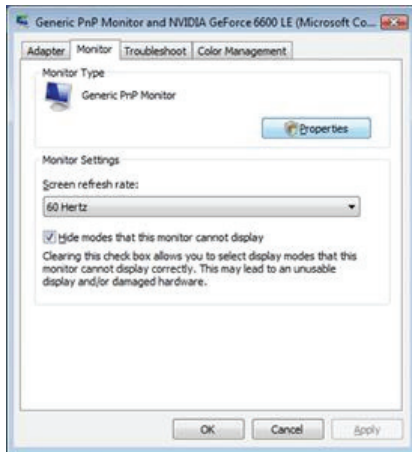 Generic PnP Monitor and NVIDIA GeForce 6600 LE (Microsoft Co...
Adapter Monitor Troubleshoot Color Management
Monitor Type
Generic PnP Monitor
Properties
Monitor Settings
Screen refresh rate:
60 Hertz
Hide modes that this monitor cannot display
Clearing this check box allows you to select display modes that this
monitor cannot display correctly. This may lead to an unusable
display and/or damaged hardware.
OK Cancel Apply